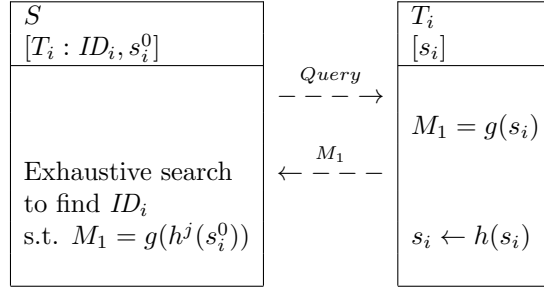 S
[T_i : ID_i, s_i^0]
T_i
[s_i]
Query
M_1 = g(s_i)
M_1
Exhaustive search
to find ID_i
s.t. M_1 = g(h^j(s_i^0))
s_i ← h(s_i)